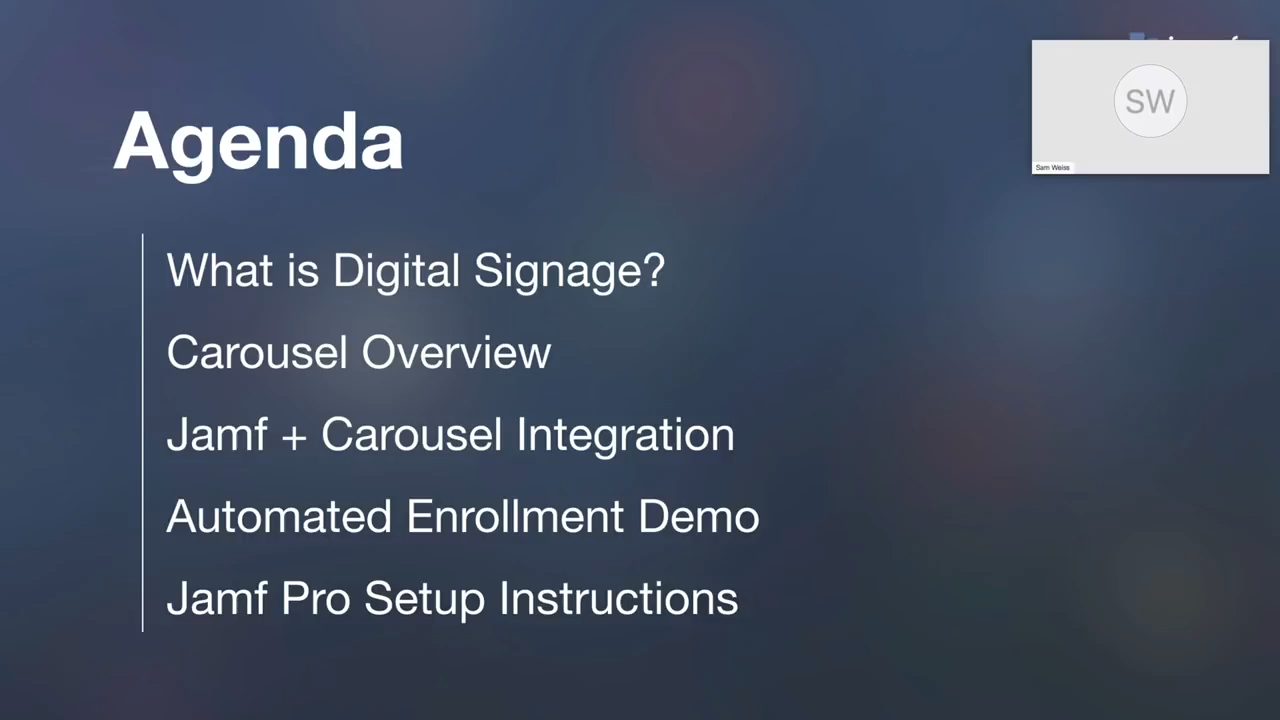 Agenda
SW
Sam Weiss
What is Digital Signage?
Carousel Overview
Jamf + Carousel Integration
Automated Enrollment Demo
Jamf Pro Setup Instructions